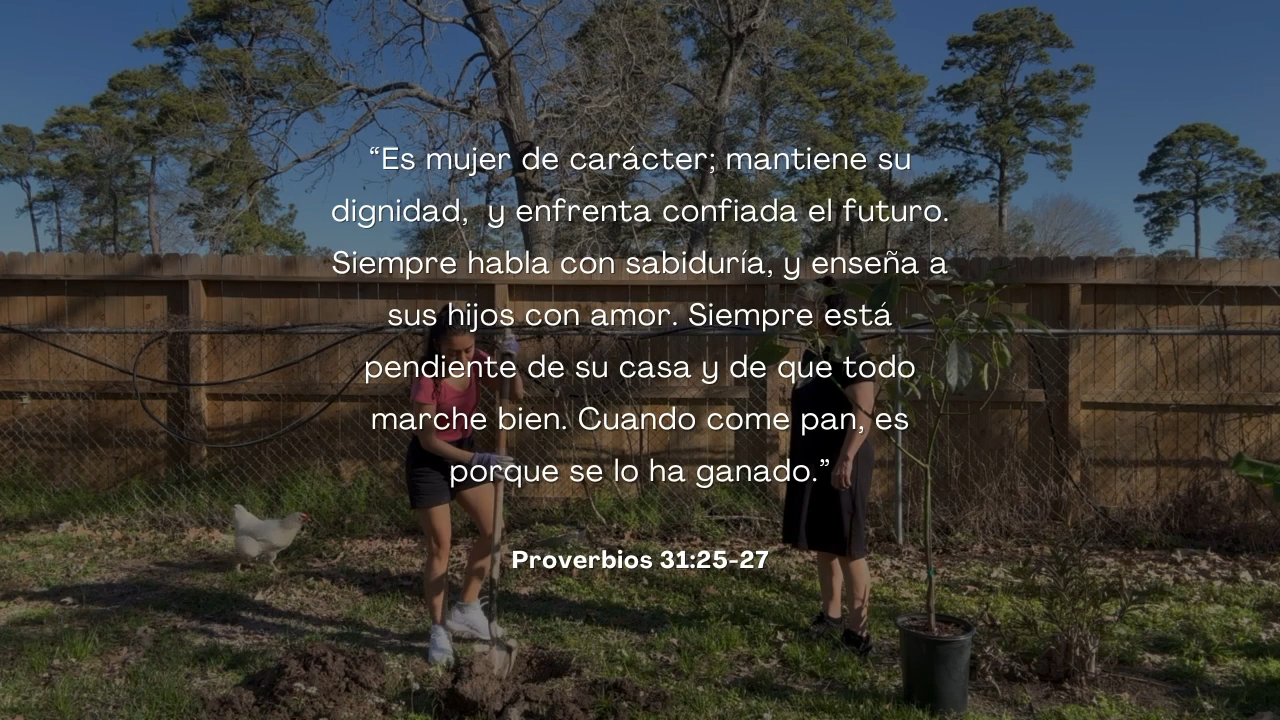 “Es mujer de carácter; mantiene su
dignidad,  y enfrenta confiada el futuro.
Siempre habla con sabiduría, y enseña a
sus hijos con amor. Siempre está
pendiente de su casa y de que todo
marche bien. Cuando come pan, es
porque se lo ha ganado.”
Proverbios 31:25-27